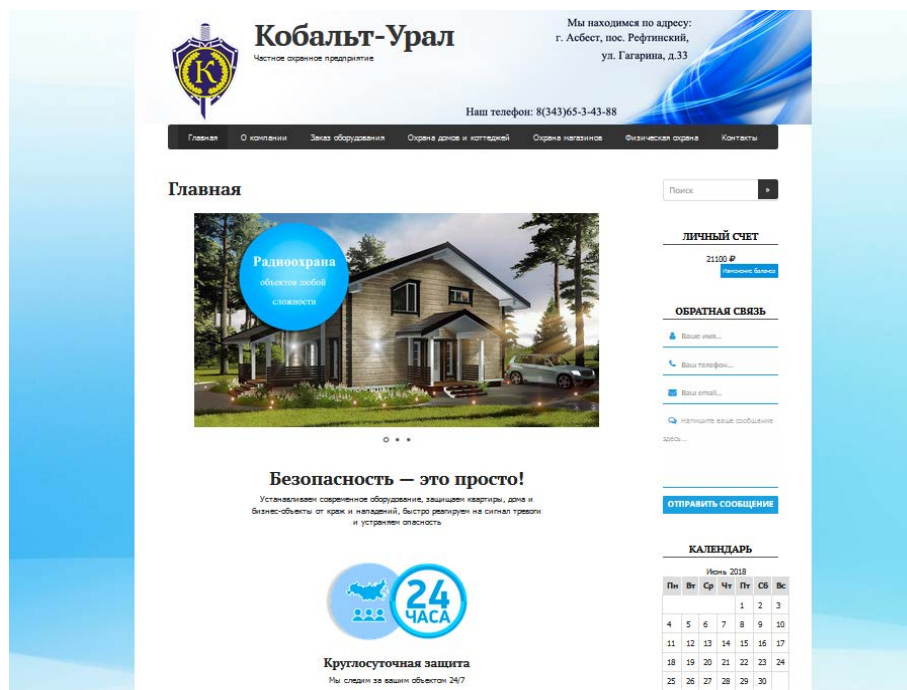 Кобальт-Урал
Частное охранное предприятие
Мы находимся по адресу:
г. Асбест, пос. Рефтинский,
ул. Гагарина, д.33
Наш телефон: 8(343)65-3-43-88
К
Главная О компании Заказ оборудования Охрана домов и коттеджей Охрана магазинов Физическая охрана Контакты
Главная
Радиоохрана
объектов любой
сложности
Безопасность — это просто!
Устанавливаем современное оборудование, защищаем квартиры, дома и
бизнес-объекты от краж и нападений, быстро реагируем на сигнал тревоги
и устраняем опасность
24
ЧАСА
Круглосуточная защита
Мы следим за вашим объектом 24/7
Поиск »
ЛИЧНЫЙ СЧЕТ
21100 ₽
Изменение баланса
ОБРАТНАЯ СВЯЗЬ
Ваше имя...
Ваш телефон...
Ваш email...
Напишите ваше сообщение
здесь...
ОТПРАВИТЬ СООБЩЕНИЕ
КАЛЕНДАРЬ
Июнь 2018
Пн Вт Ср Чт Пт Сб Вс
1 2 3
4 5 6 7 8 9 10
11 12 13 14 15 16 17
18 19 20 21 22 23 24
25 26 27 28 29 30